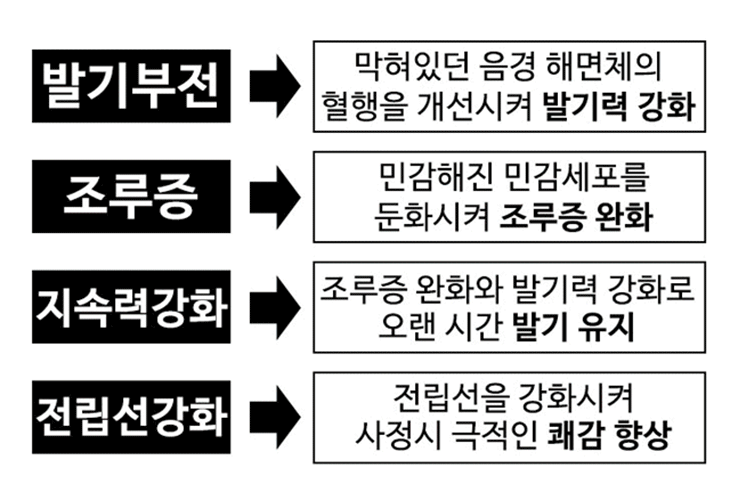 발기부전
막혀있던 음경 해면체의
혈행을 개선시켜 발기력 강화
조루증
민감해진 민감세포를
둔화시켜 조루증 완화
지속력강화
조루증 완화와 발기력 강화로
오랜 시간 발기 유지
전립선강화
전립선을 강화시켜
사정시 극적인 쾌감 향상